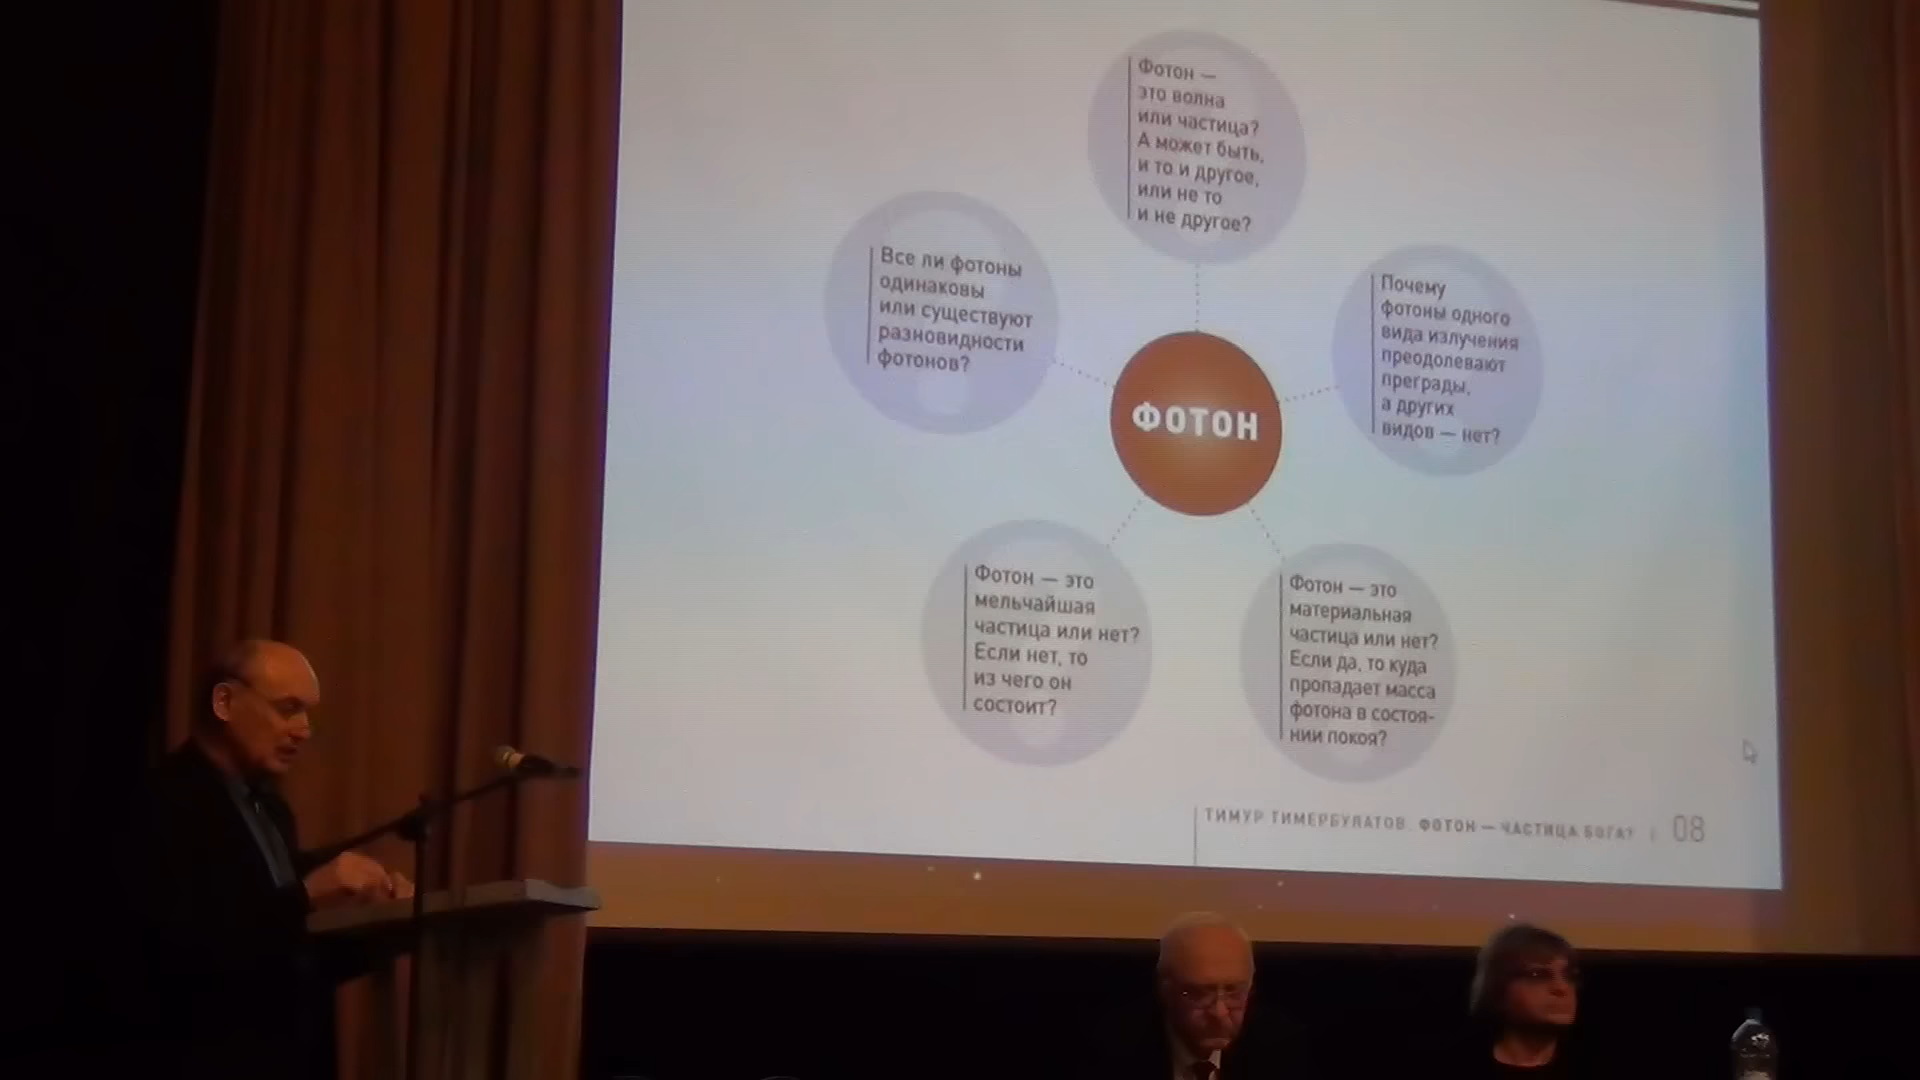 Фотон —
это волна
или частица?
А может быть,
и то и другое,
или не то
и не другое?
Все ли фотоны
одинаковы
или существуют
разновидности
фотонов?
Почему
фотоны одного
вида излучения
преодолевают
преграды,
а других
видов — нет?
ФОТОН
Фотон — это
мельчайшая
частица или нет?
Если нет, то
из чего он
состоит?
Фотон — это
материальная
частица или нет?
Если да, то куда
пропадает масса
фотона в состоя-
нии покоя?
ТИМУР ТИМЕРБУЛАТОВ. ФОТОН — ЧАСТИЦА БОГА? | 08